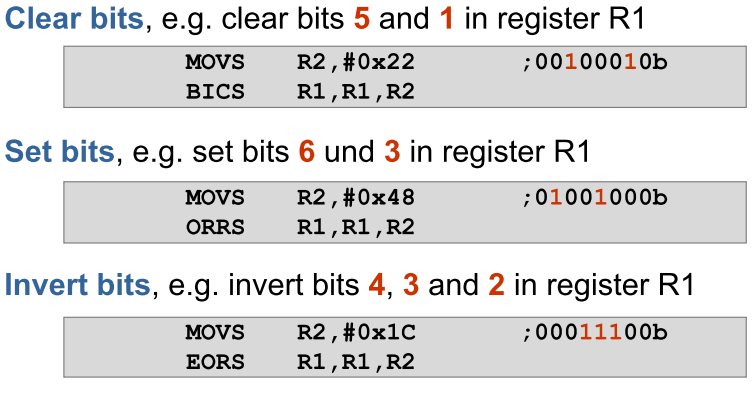 Clear bits, e.g. clear bits 5 and 1 in register R1
MOVS R2,#0x22 ;00100010b
BICS R1,R1,R2
Set bits, e.g. set bits 6 und 3 in register R1
MOVS R2,#0x48 ;01001000b
ORRS R1,R1,R2
Invert bits, e.g. invert bits 4, 3 and 2 in register R1
MOVS R2,#0x1C ;00011100b
EORS R1,R1,R2